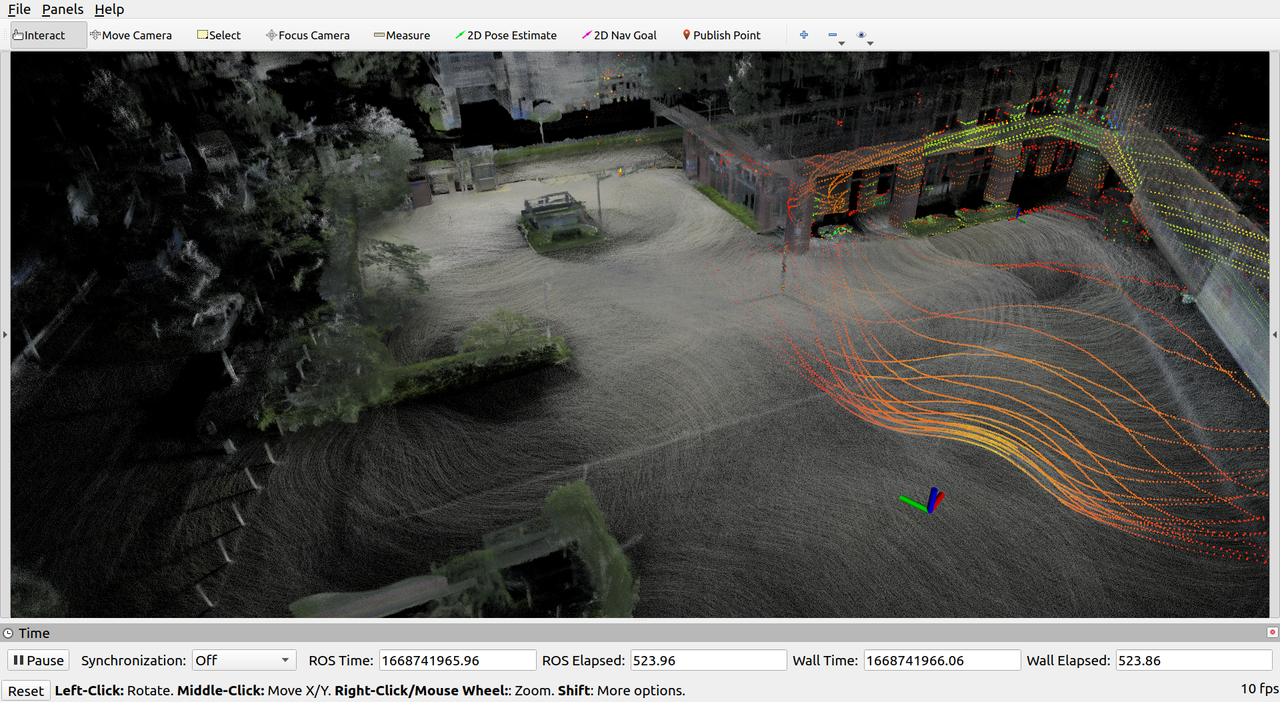 File Panels Help
Interact Move Camera Select Focus Camera Measure 2D Pose Estimate 2D Nav Goal Publish Point
Time
Pause Synchronization: Off ROS Time: 1668741965.96 ROS Elapsed: 523.96 Wall Time: 1668741966.06 Wall Elapsed: 523.86
Reset Left-Click: Rotate. Middle-Click: Move X/Y. Right-Click/Mouse Wheel:: Zoom. Shift: More options. 10 fps